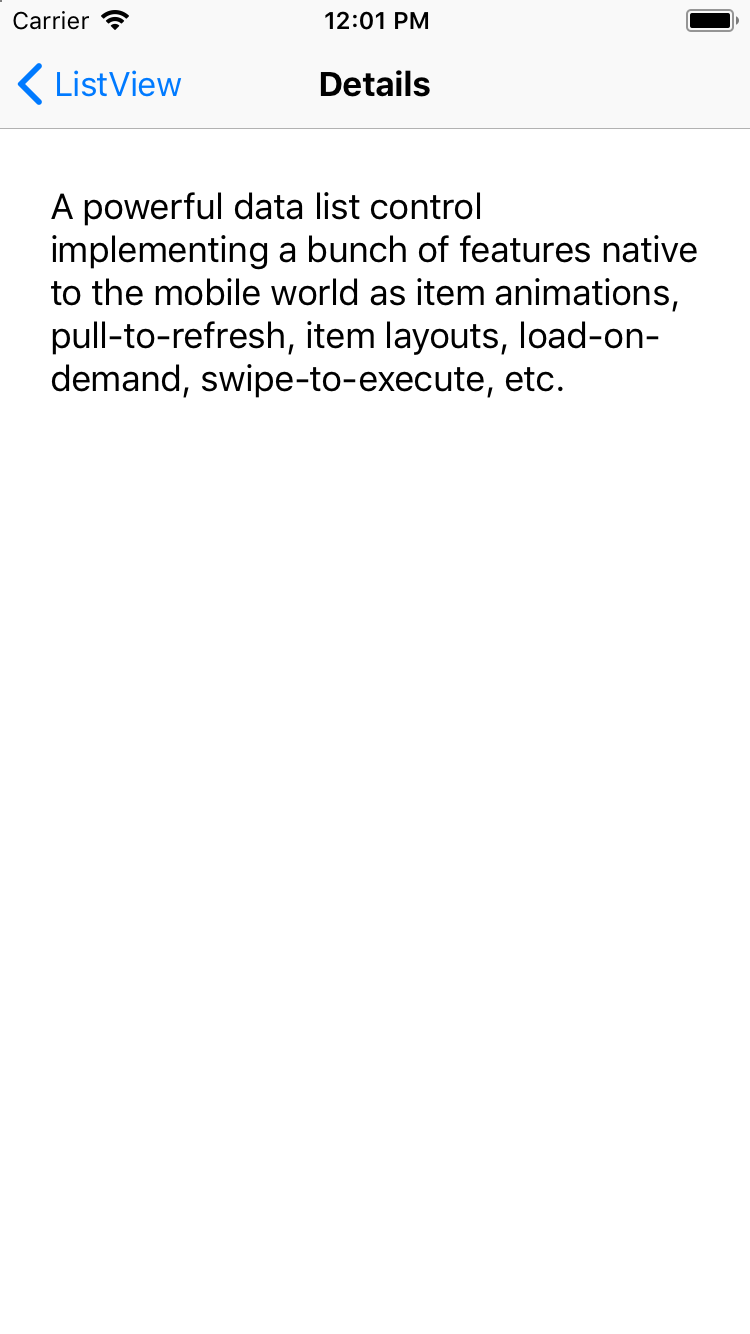 Carrier 12:01 PM
ListView Details
A powerful data list control
implementing a bunch of features native
to the mobile world as item animations,
pull-to-refresh, item layouts, load-on-
demand, swipe-to-execute, etc.